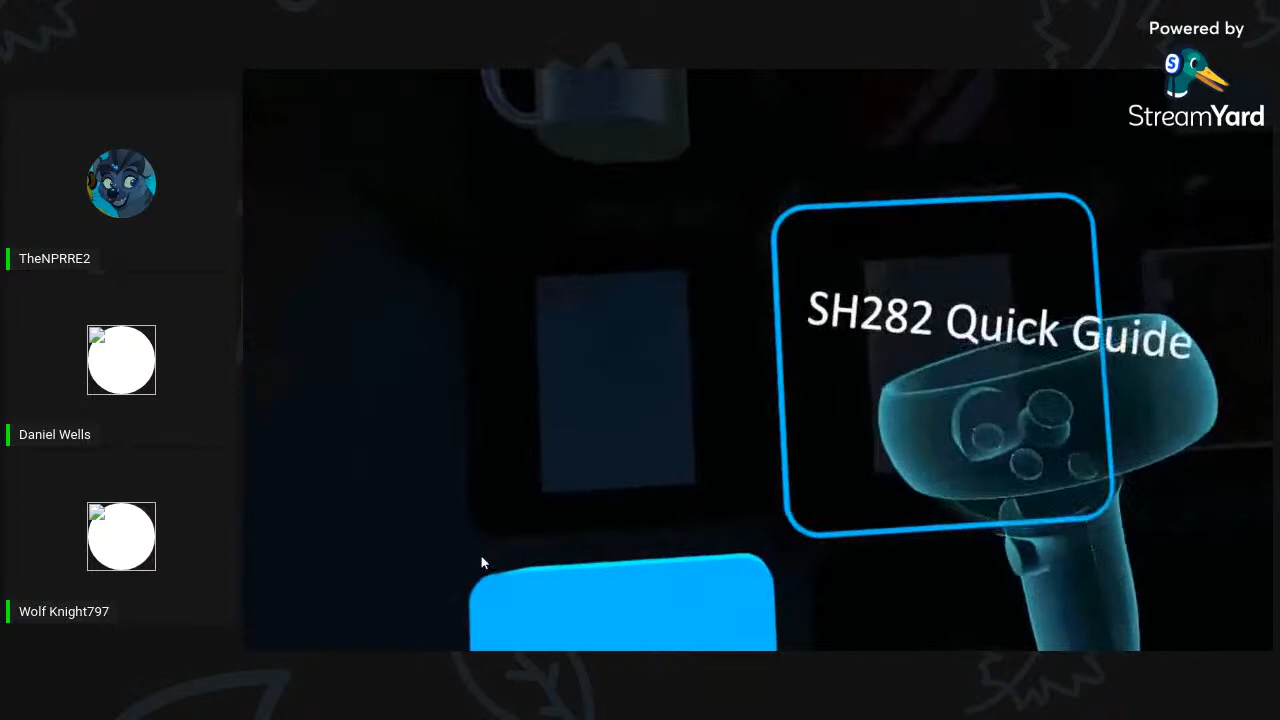 Powered by
StreamYard
S
TheNPRRE2
SH282 Quick Guide
Daniel Wells
Wolf Knight797